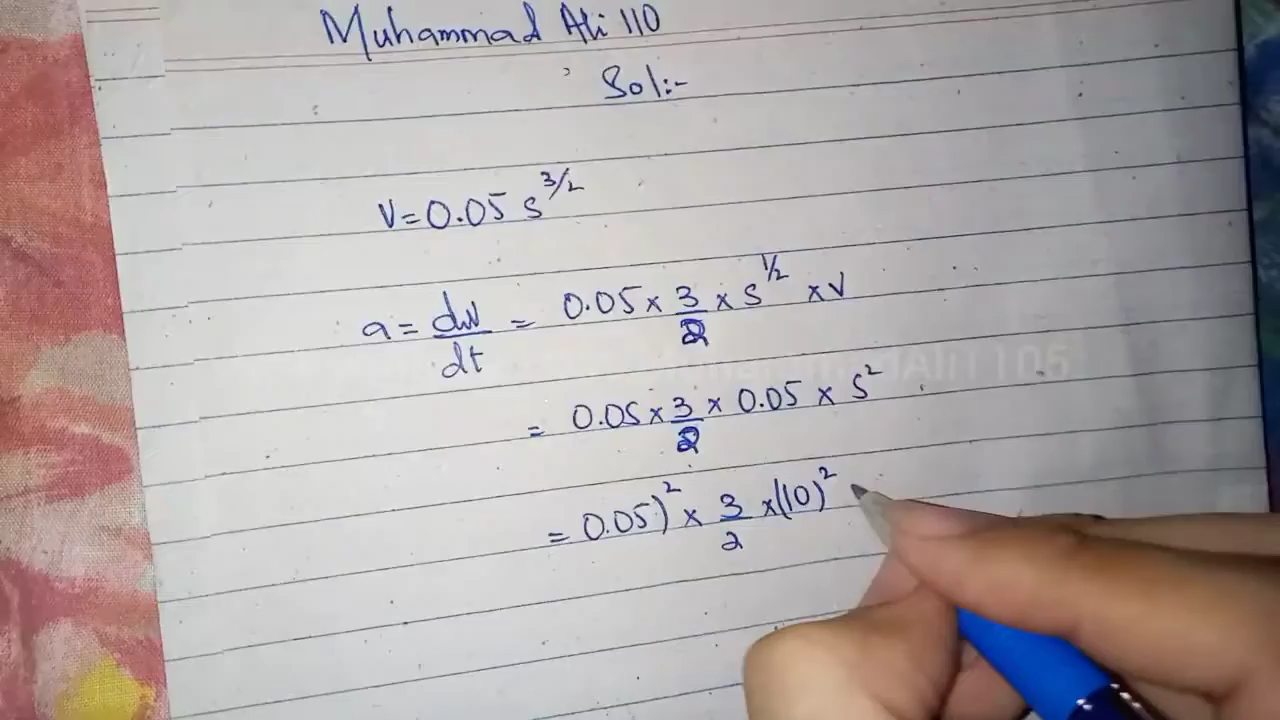 Muhammad Ali 110
Sol:-
V = 0.05 s^3/2
a = dv/dt = 0.05 × 3/2 × s^1/2 × v
= 0.05 × 3/2 × 0.05 × s^2
= 0.05)^2 × 3/2 × (10)^2